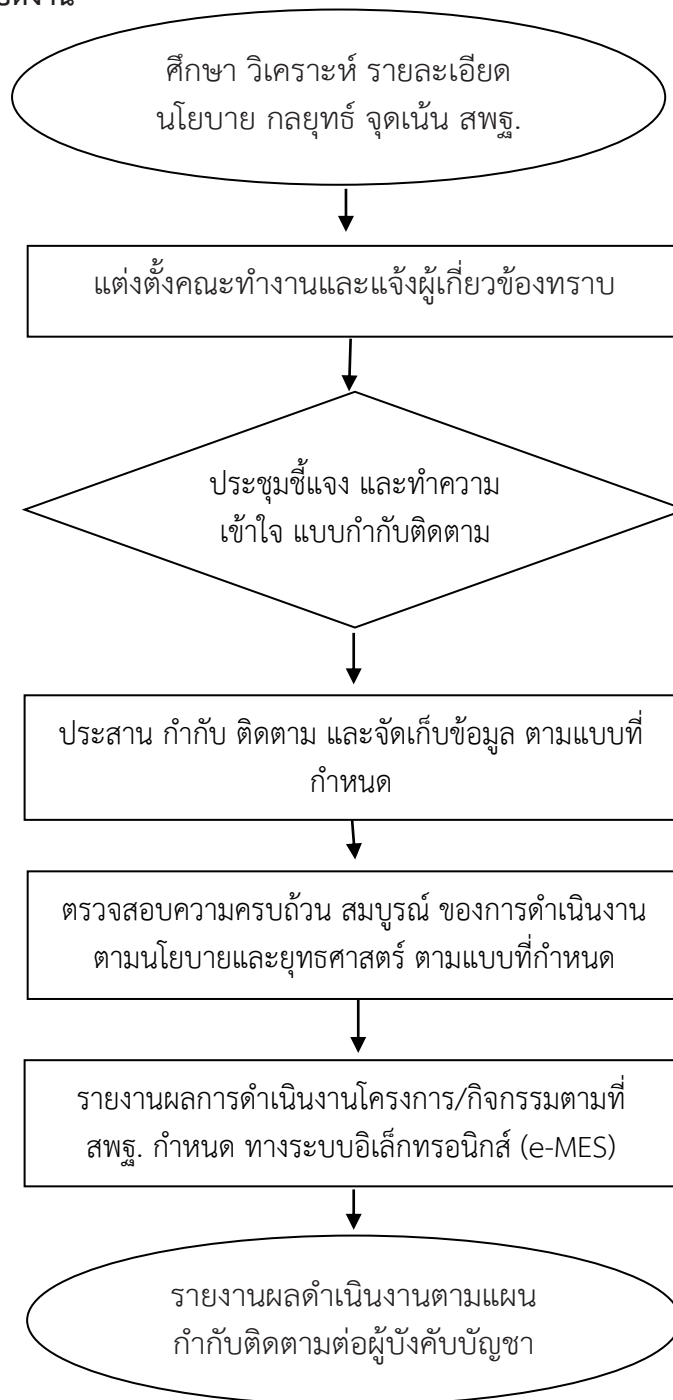 ศึกษา วิเคราะห์ รายละเอียด
นโยบาย กลยุทธ์ จุดเน้น สพฐ.
แต่งตั้งคณะทำงานและแจ้งผู้เกี่ยวข้องทราบ
ประชุมชี้แจง และทำความ
เข้าใจ แบบกำกับติดตาม
ประสาน กำกับ ติดตาม และจัดเก็บข้อมูล ตามแบบที่
กำหนด
ตรวจสอบความครบถ้วน สมบูรณ์ ของการดำเนินงาน
ตามนโยบายและยุทธศาสตร์ ตามแบบที่กำหนด
รายงานผลการดำเนินงานโครงการ/กิจกรรมตามที่
สพฐ. กำหนด ทางระบบอิเล็กทรอนิกส์ (e-MES)
รายงานผลดำเนินงานตามแผน
กำกับติดตามต่อผู้บังคับบัญชา